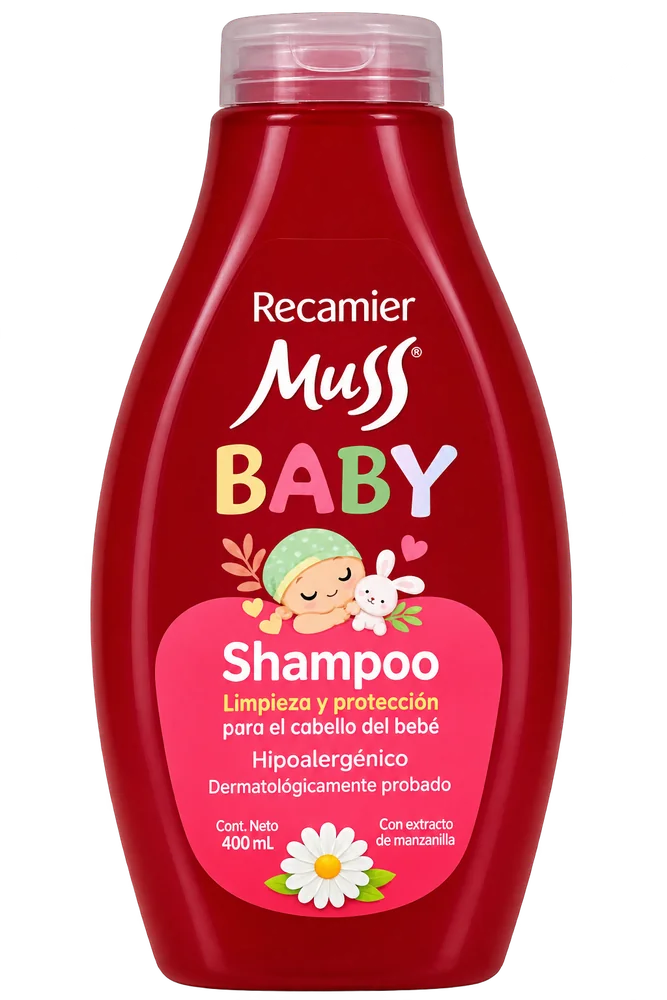 Recamier
Muss®
BABY
Shampoo
Limpieza y protección
para el cabello del bebé
Hipoalergénico
Dermatológicamente probado
Cont. Neto
400 mL
Con extracto
de manzanilla